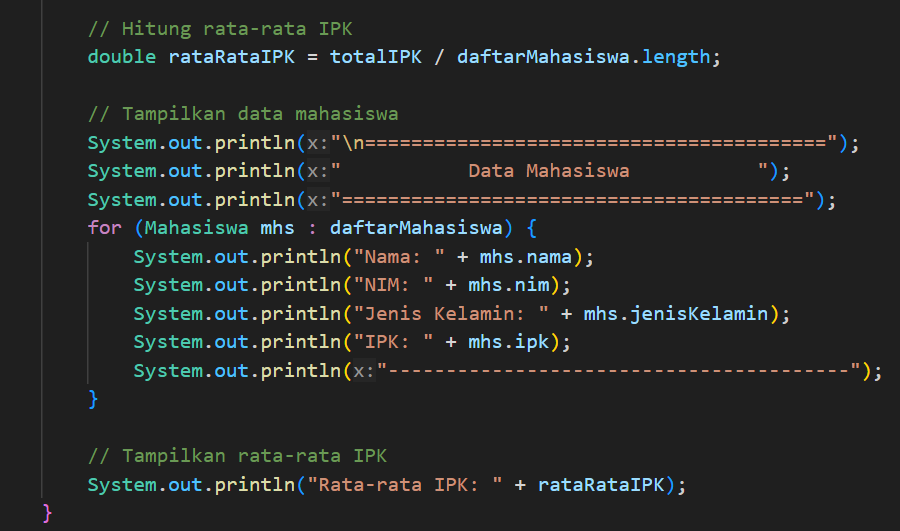 // Hitung rata-rata IPK
double rataRataIPK = totalIPK / daftarMahasiswa.length;
// Tampilkan data mahasiswa
System.out.println(x:"\n========================================");
System.out.println(x:"           Data Mahasiswa           ");
System.out.println(x:"========================================");
for (Mahasiswa mhs : daftarMahasiswa) {
System.out.println("Nama: " + mhs.nama);
System.out.println("NIM: " + mhs.nim);
System.out.println("Jenis Kelamin: " + mhs.jenisKelamin);
System.out.println("IPK: " + mhs.ipk);
System.out.println(x:"----------------------------------------");
}
// Tampilkan rata-rata IPK
System.out.println("Rata-rata IPK: " + rataRataIPK);
}